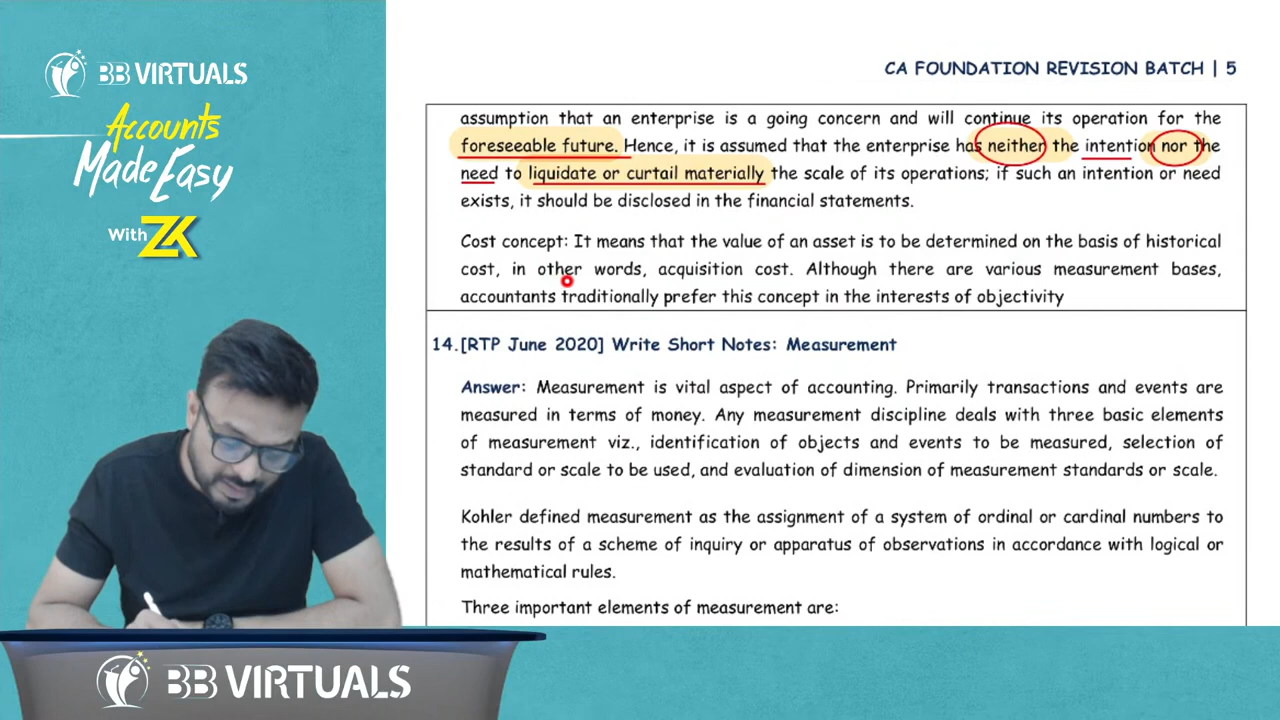 BB VIRTUALS
Accounts
Made Easy
With ZK
CA FOUNDATION REVISION BATCH | 5
assumption that an enterprise is a going concern and will continue its operation for the
foreseeable future. Hence, it is assumed that the enterprise has neither the intention nor the
need to liquidate or curtail materially the scale of its operations; if such an intention or need
exists, it should be disclosed in the financial statements.
Cost concept: It means that the value of an asset is to be determined on the basis of historical
cost, in other words, acquisition cost. Although there are various measurement bases,
accountants traditionally prefer this concept in the interests of objectivity
14.[RTP June 2020] Write Short Notes: Measurement
Answer: Measurement is vital aspect of accounting. Primarily transactions and events are
measured in terms of money. Any measurement discipline deals with three basic elements
of measurement viz., identification of objects and events to be measured, selection of
standard or scale to be used, and evaluation of dimension of measurement standards or scale.
Kohler defined measurement as the assignment of a system of ordinal or cardinal numbers to
the results of a scheme of inquiry or apparatus of observations in accordance with logical or
mathematical rules.
Three important elements of measurement are:
BB VIRTUALS